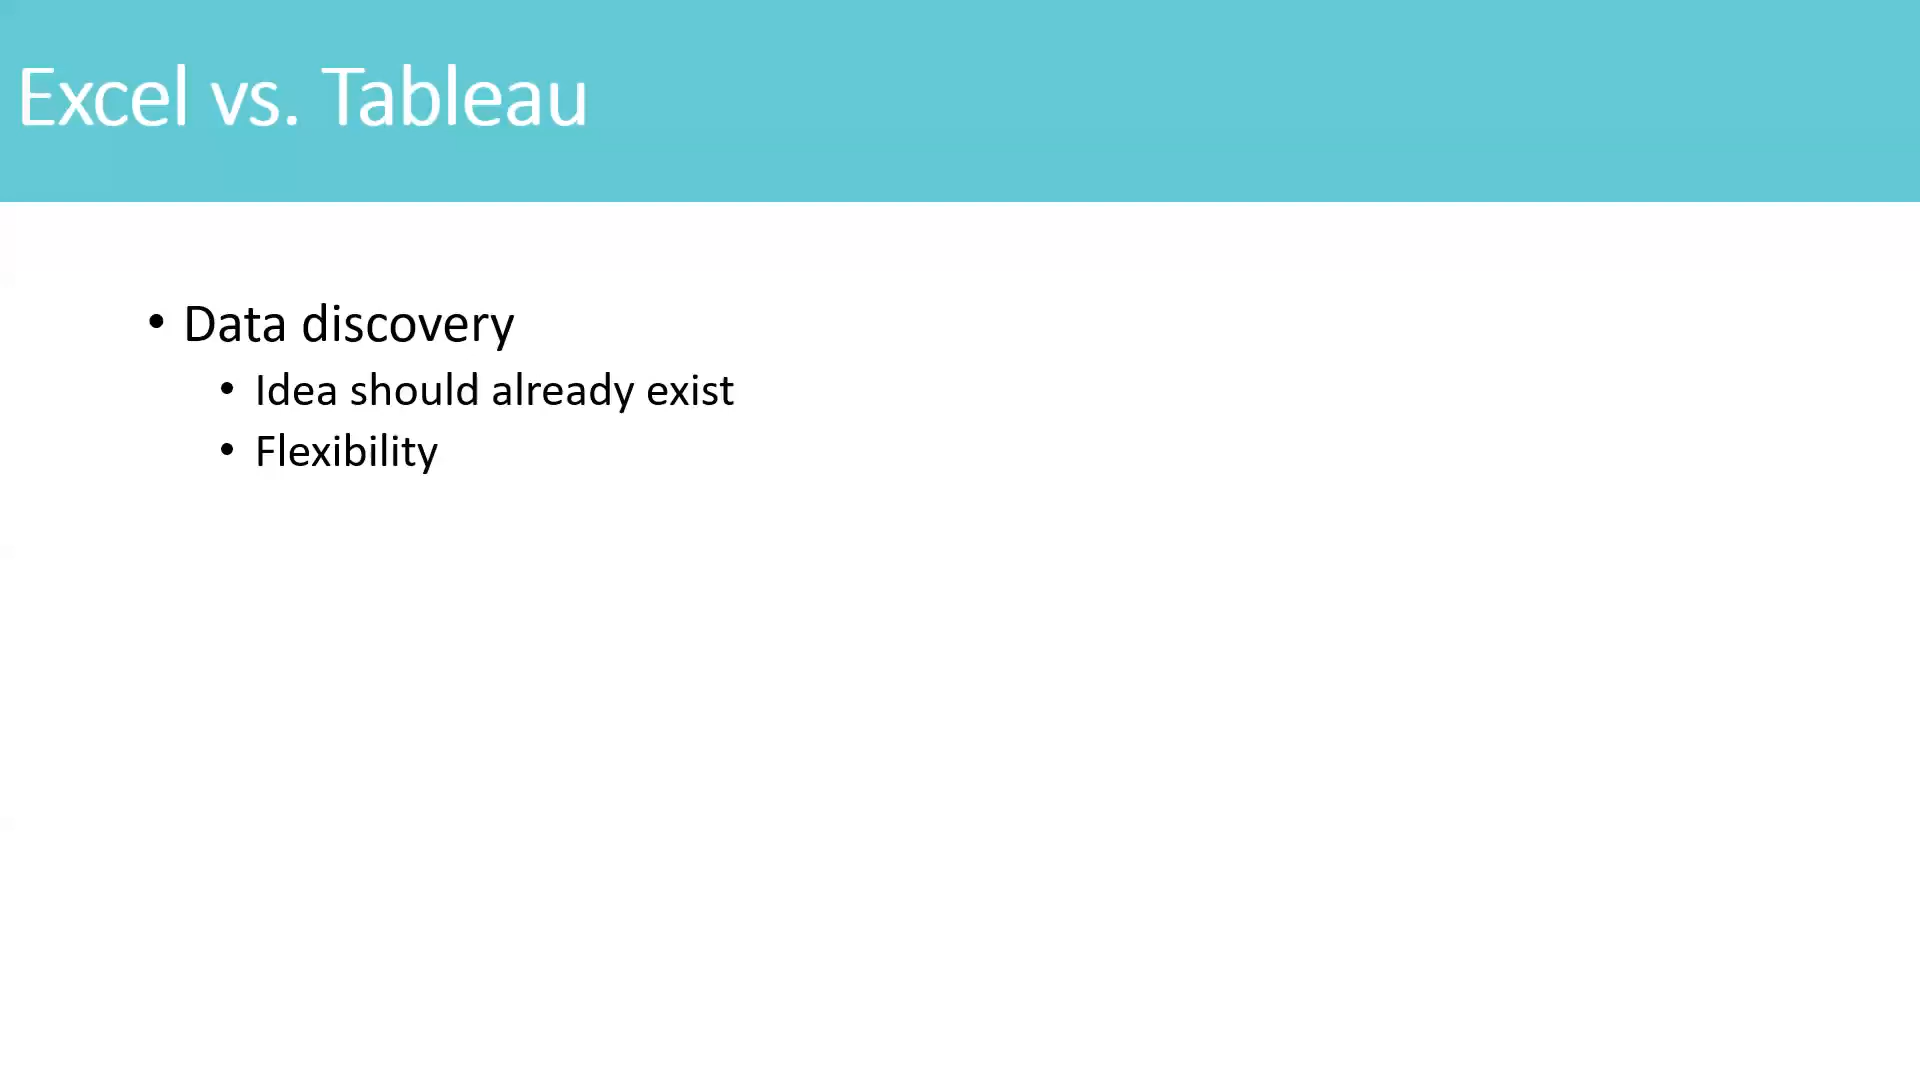 Excel vs. Tableau
• Data discovery
• Idea should already exist
• Flexibility